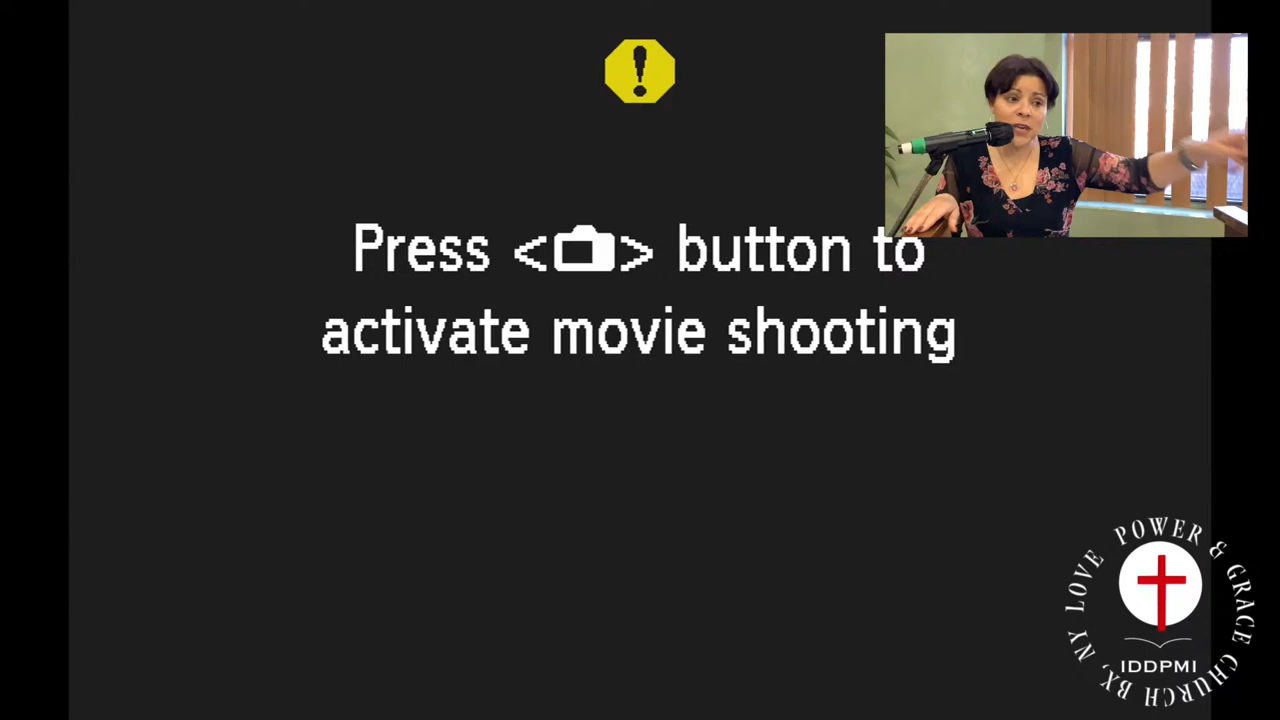 Press <📷> button to
activate movie shooting
LOVE POWER & GRACE CHURCH BX, NY
IDDPMI